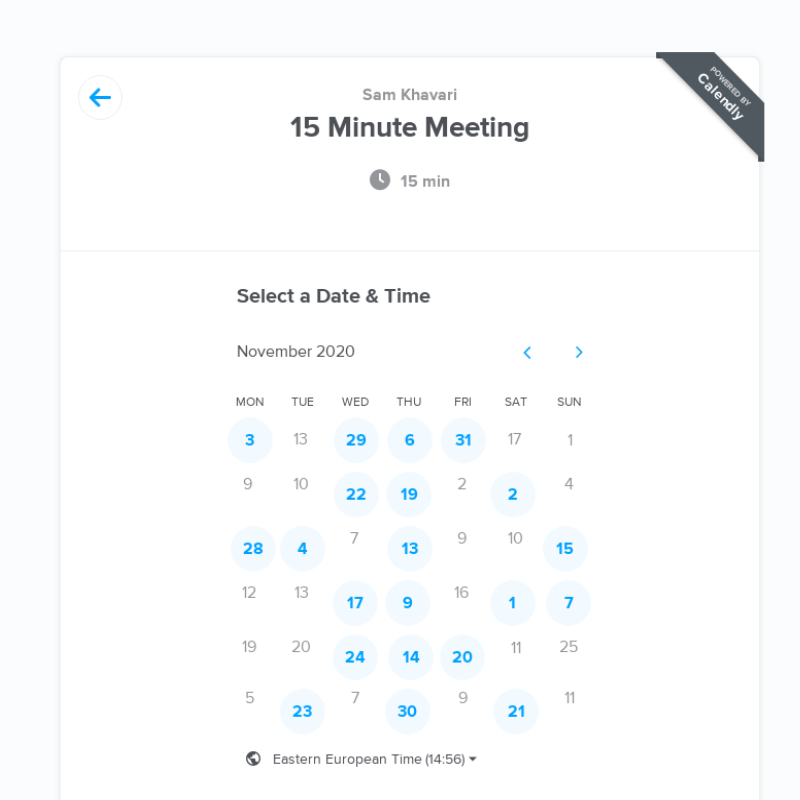 POWERED BY
Calendly
Sam Khavari
15 Minute Meeting
15 min
Select a Date & Time
November 2020
MON TUE WED THU FRI SAT SUN
3 13 29 6 31 17 1
9 10 22 19 2 2 4
28 4 7 13 9 10 15
12 13 17 9 16 1 7
19 20 24 14 20 11 25
5 23 7 30 9 21 11
Eastern European Time (14:56)